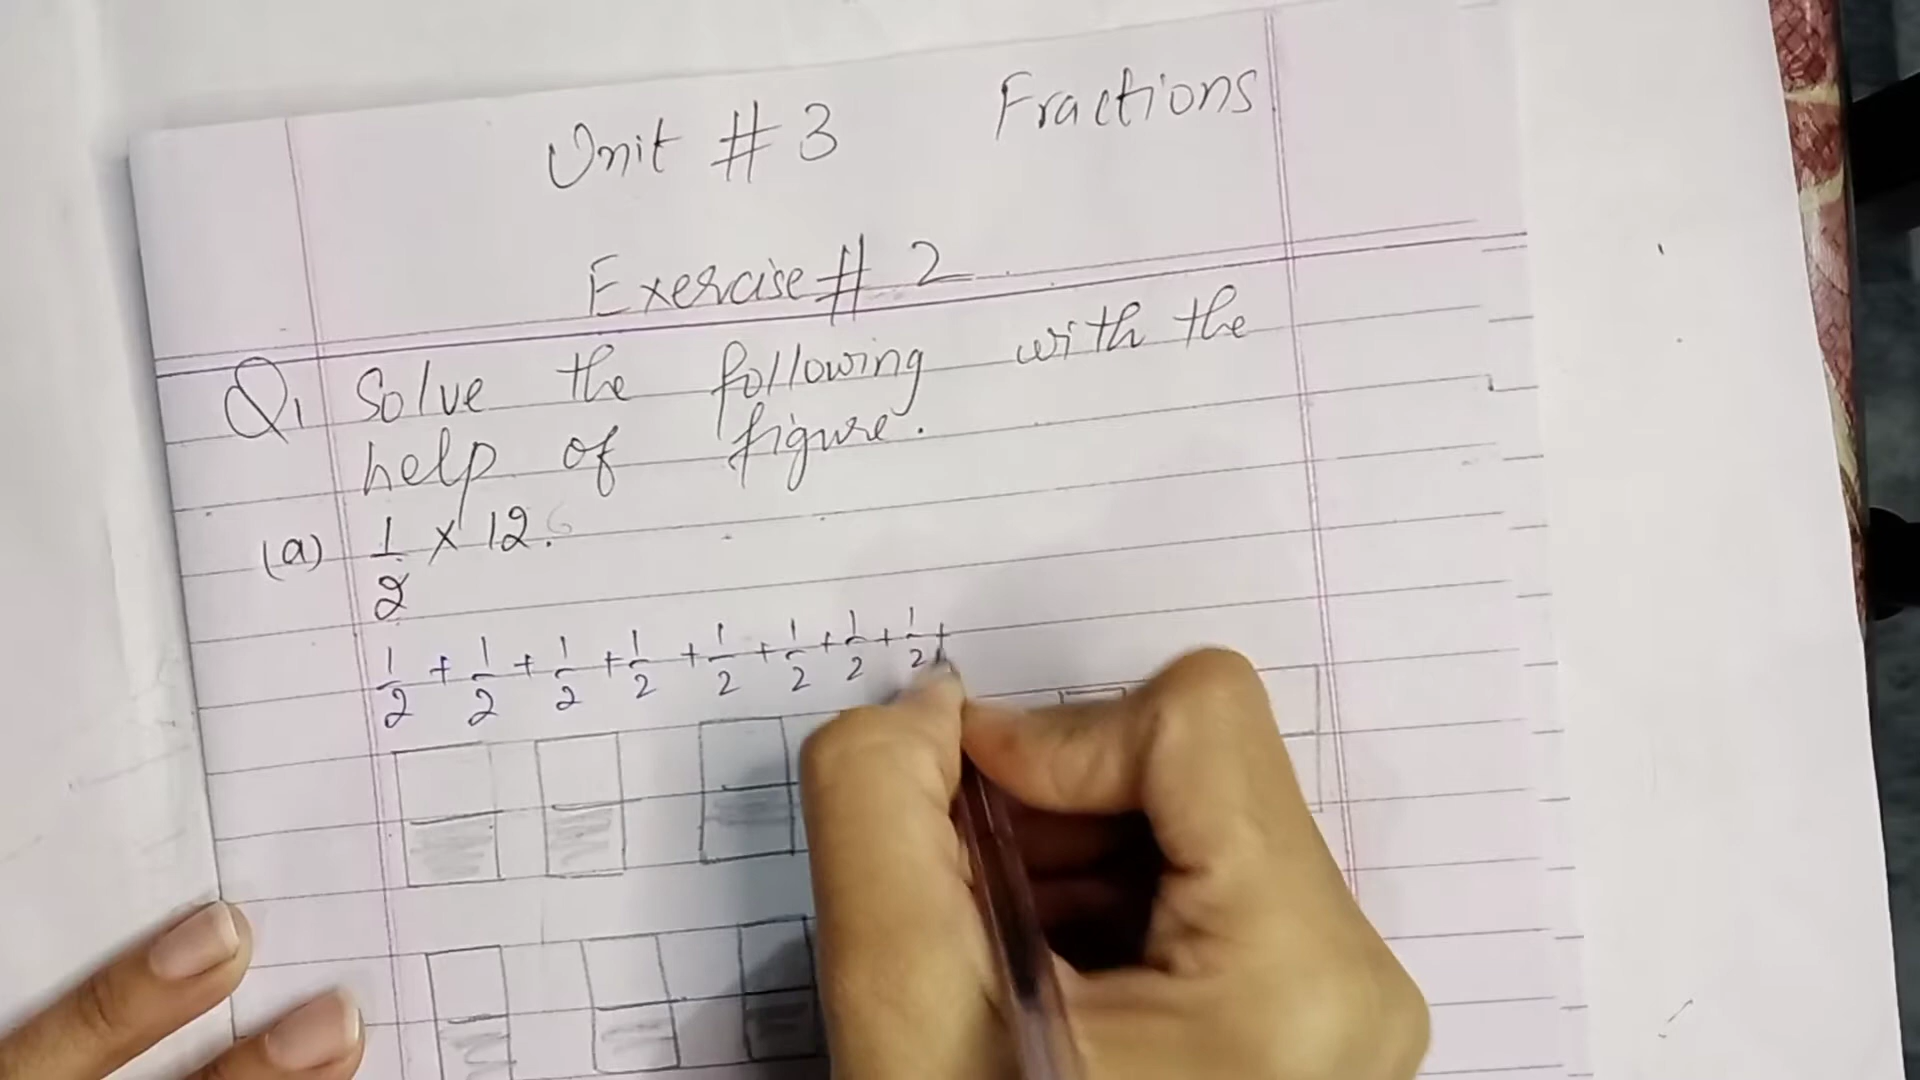 Unit # 3 Fractions
Exercise # 2
Q1 Solve the following with the
help of figure.
(a) 1/2 × 12.
1/2 + 1/2 + 1/2 + 1/2 + 1/2 + 1/2 + 1/2 + 1/2 +